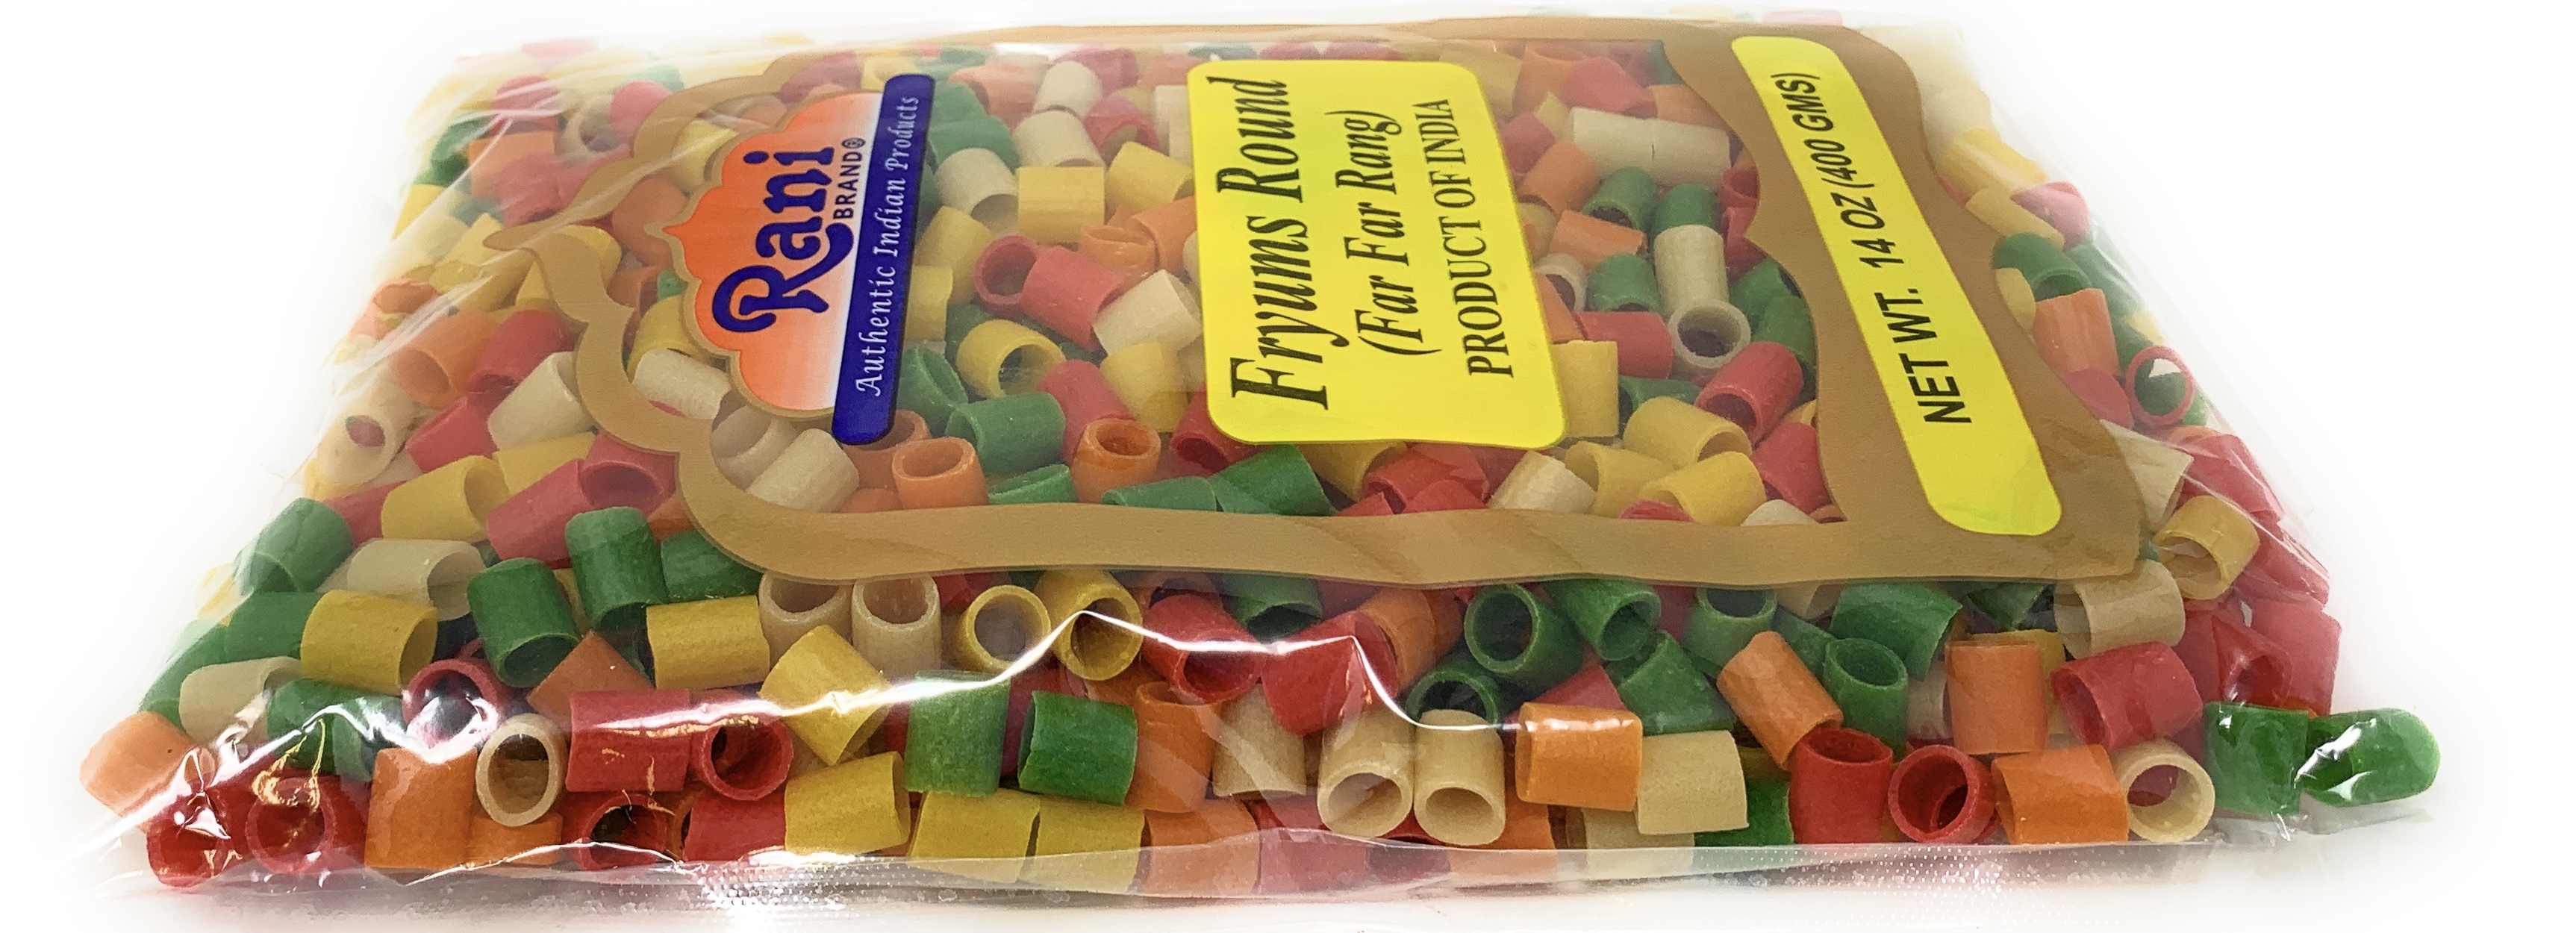 Rani
BRAND®
Authentic Indian Products
Fryums Round
(Far Far Rang)
PRODUCT OF INDIA
NET WT. 14 OZ (400 GMS)